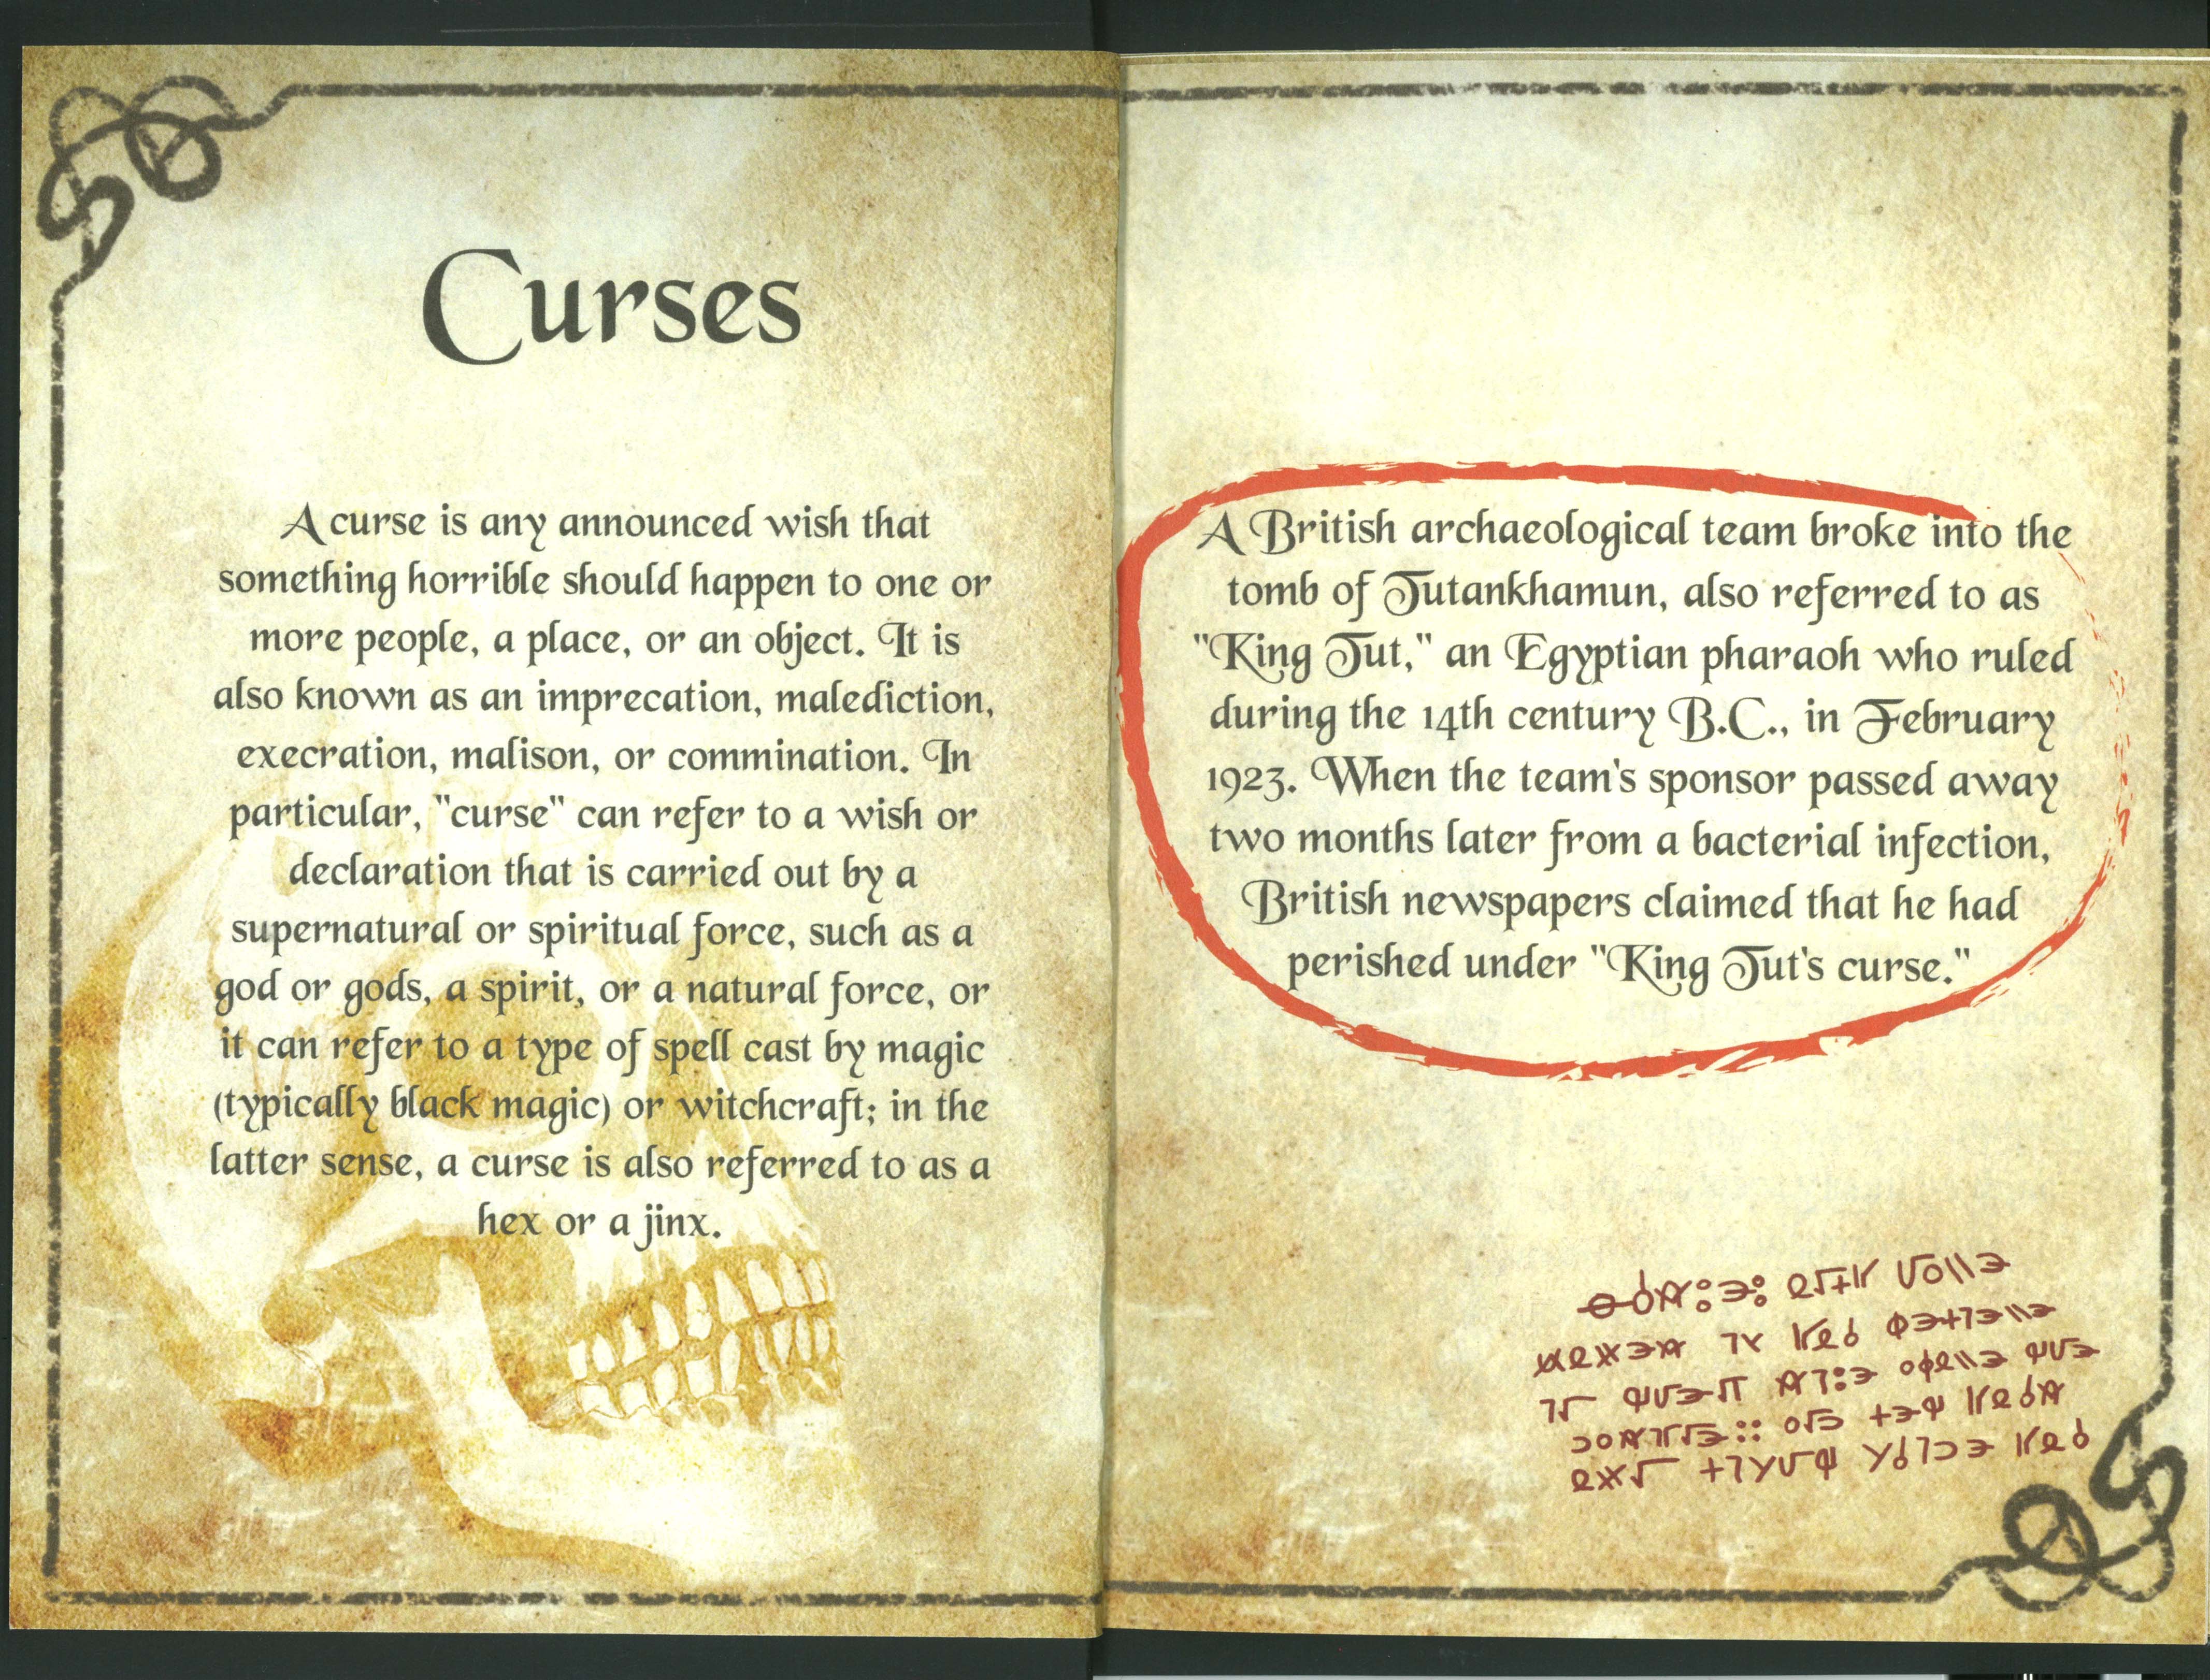 Curses
A curse is any announced wish that
something horrible should happen to one or
more people, a place, or an object. It is
also known as an imprecation, malediction,
execration, malison, or commination. In
particular, "curse" can refer to a wish or
declaration that is carried out by a
supernatural or spiritual force, such as a
god or gods, a spirit, or a natural force, or
it can refer to a type of spell cast by magic
(typically black magic) or witchcraft; in the
latter sense, a curse is also referred to as a
hex or a jinx.
A British archaeological team broke into the
tomb of Tutankhamun, also referred to as
"King Tut," an Egyptian pharaoh who ruled
during the 14th century B.C., in February
1923. When the team's sponsor passed away
two months later from a bacterial infection,
British newspapers claimed that he had
perished under "King Tut's curse."